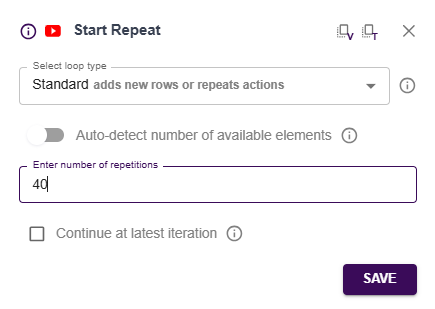 Start Repeat
V
T
Select loop type
Standard adds new rows or repeats actions
Auto-detect number of available elements
Enter number of repetitions
40
Continue at latest iteration
SAVE